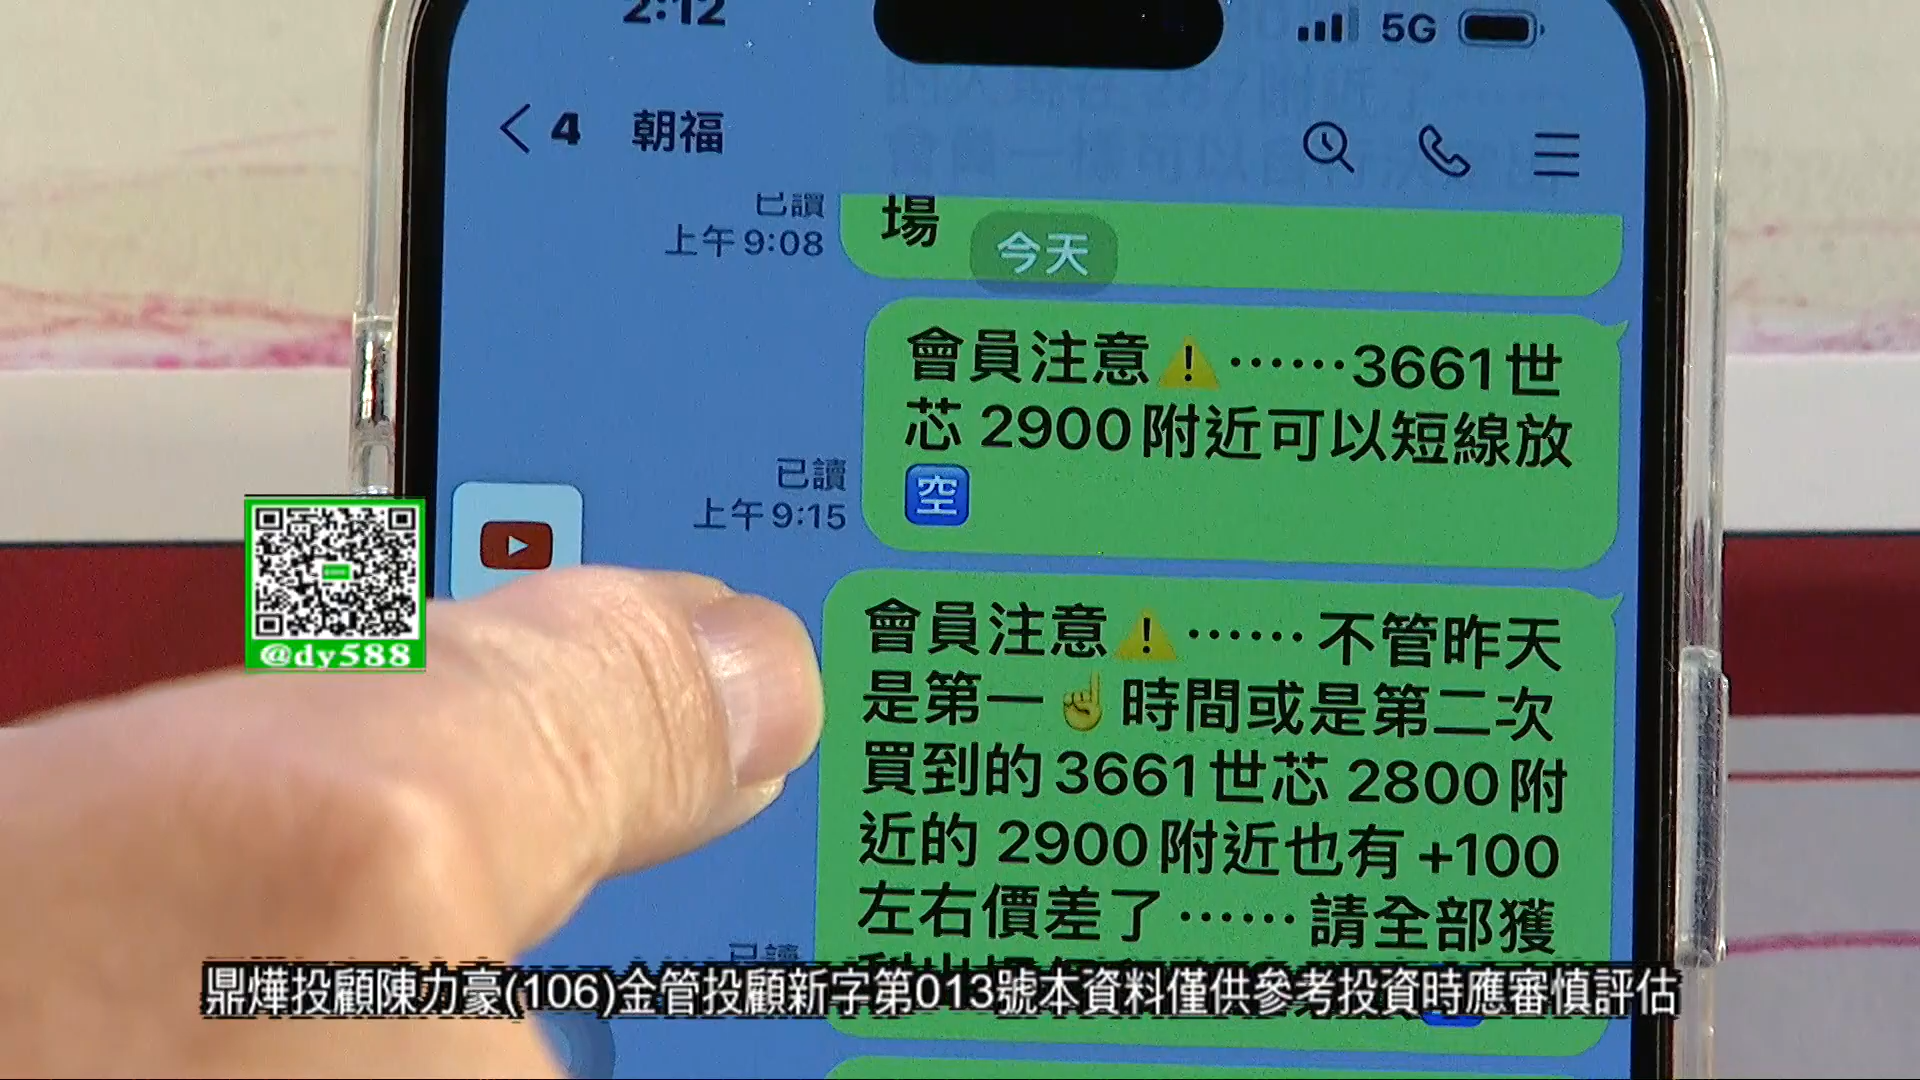 2:12
5G
4 朝福
已讀
上午9:08
場
今天
會員注意⚠️⋯⋯3661世
芯 2900附近可以短線放
🈳
已讀
上午9:15
會員注意⚠️⋯⋯不管昨天
是第一☝️時間或是第二次
買到的3661世芯 2800附
近的 2900附近也有 +100
左右價差了⋯⋯請全部獲
已讀
@dy588
鼎燁投顧陳力豪(106)金管投顧新字第013號本資料僅供參考投資時應審慎評估